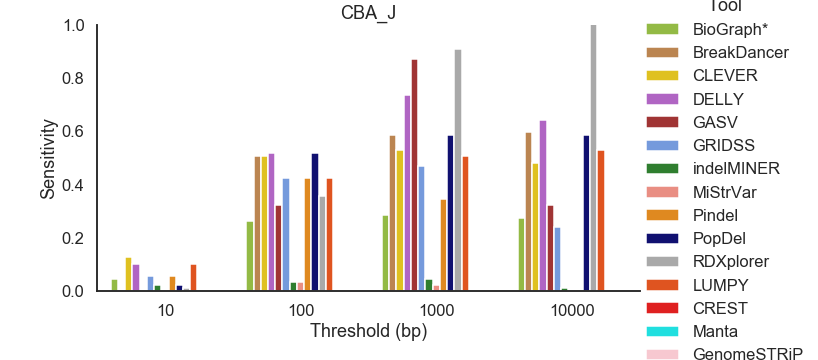 CBA_J
Tool
1.0
0.8
0.6
0.4
0.2
0.0
Sensitivity
10
100
1000
10000
Threshold (bp)
BioGraph*
BreakDancer
CLEVER
DELLY
GASV
GRIDSS
indelMINER
MiStrVar
Pindel
PopDel
RDXplorer
LUMPY
CREST
Manta
GenomeSTRiP